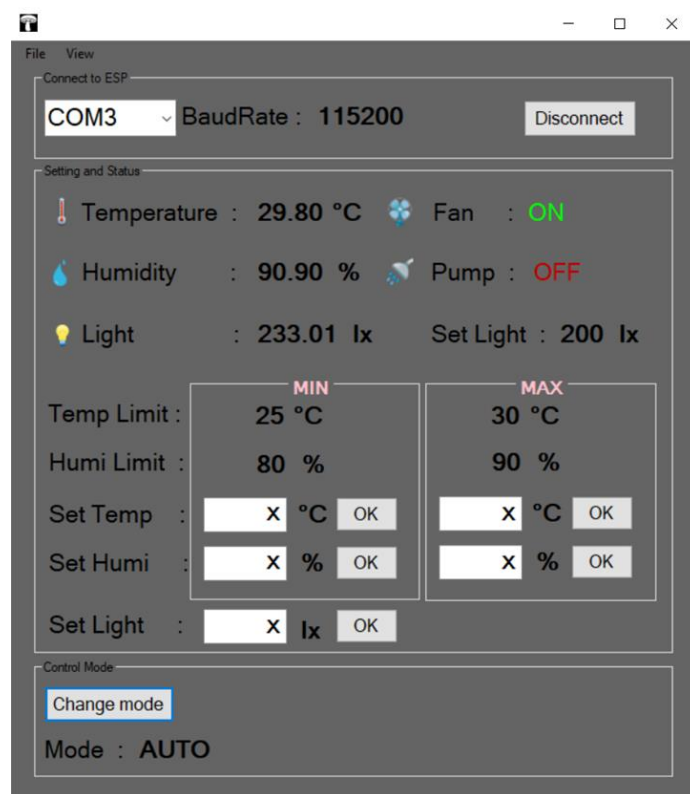 File View
Connect to ESP
COM3 BaudRate : 115200 Disconnect
Setting and Status
Temperature : 29.80 °C Fan : ON
Humidity : 90.90 % Pump : OFF
Light : 233.01 lx Set Light : 200 lx
MIN MAX
Temp Limit : 25 °C 30 °C
Humi Limit : 80 % 90 %
Set Temp : X °C OK X °C OK
Set Humi : X % OK X % OK
Set Light : X lx OK
Control Mode
Change mode
Mode : AUTO